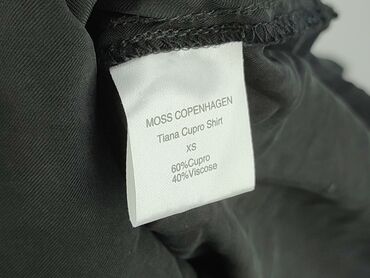 MOSS COPENHAGEN
Tiana Cupro Shirt
XS
60%Cupro
40%Viscose